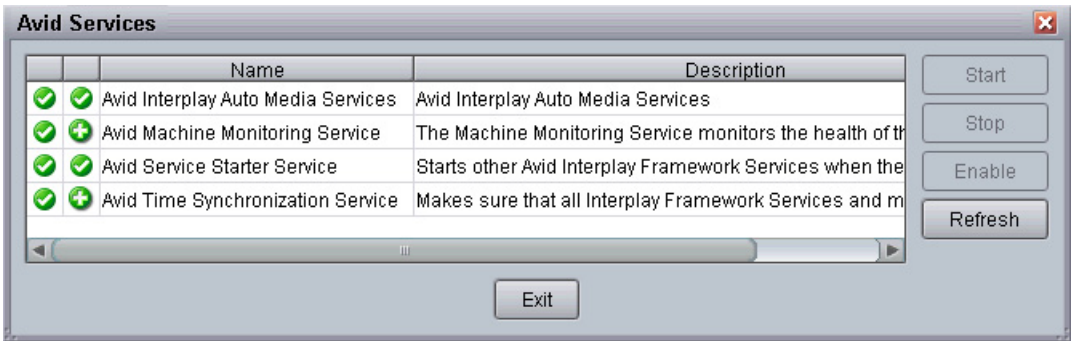 Avid Services
Name Description
Avid Interplay Auto Media Services Avid Interplay Auto Media Services
Avid Machine Monitoring Service The Machine Monitoring Service monitors the health of th
Avid Service Starter Service Starts other Avid Interplay Framework Services when the
Avid Time Synchronization Service Makes sure that all Interplay Framework Services and m
Start
Stop
Enable
Refresh
Exit